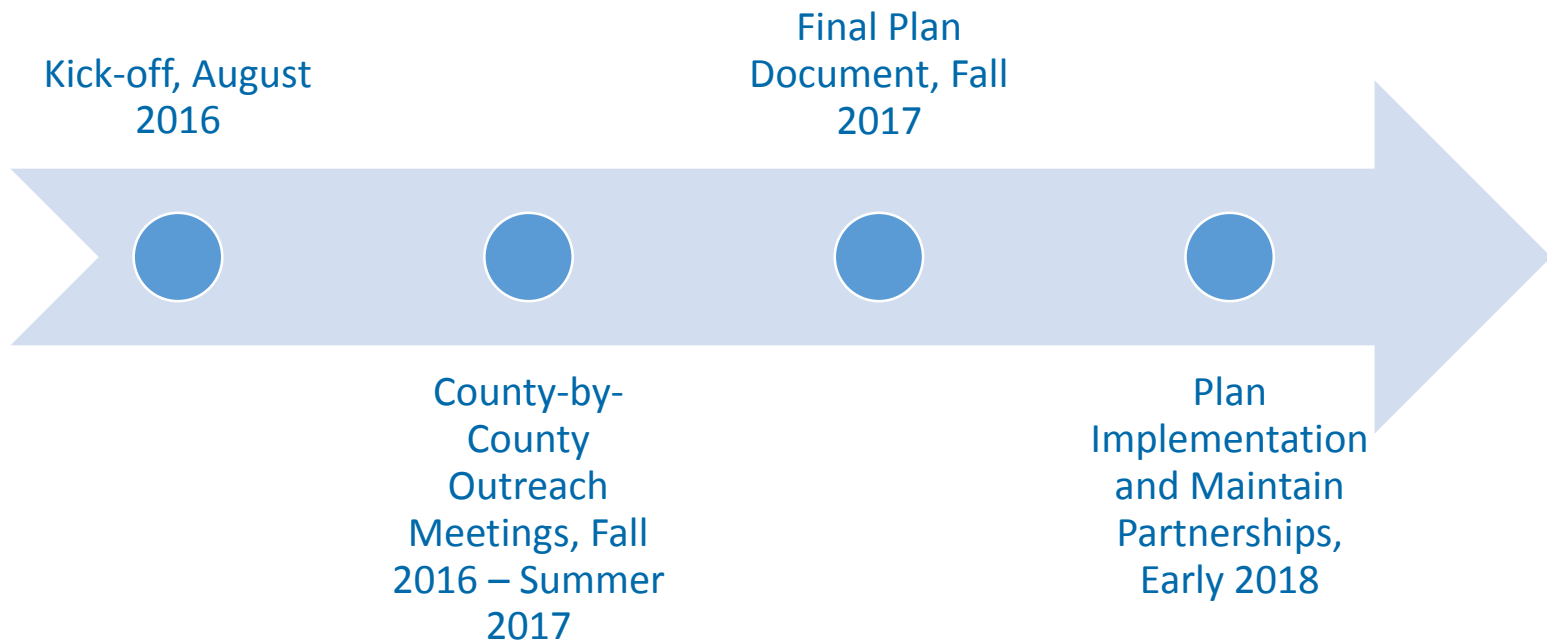 Kick-off, August
2016
County-by-
County
Outreach
Meetings, Fall
2016 – Summer
2017
Final Plan
Document, Fall
2017
Plan
Implementation
and Maintain
Partnerships,
Early 2018